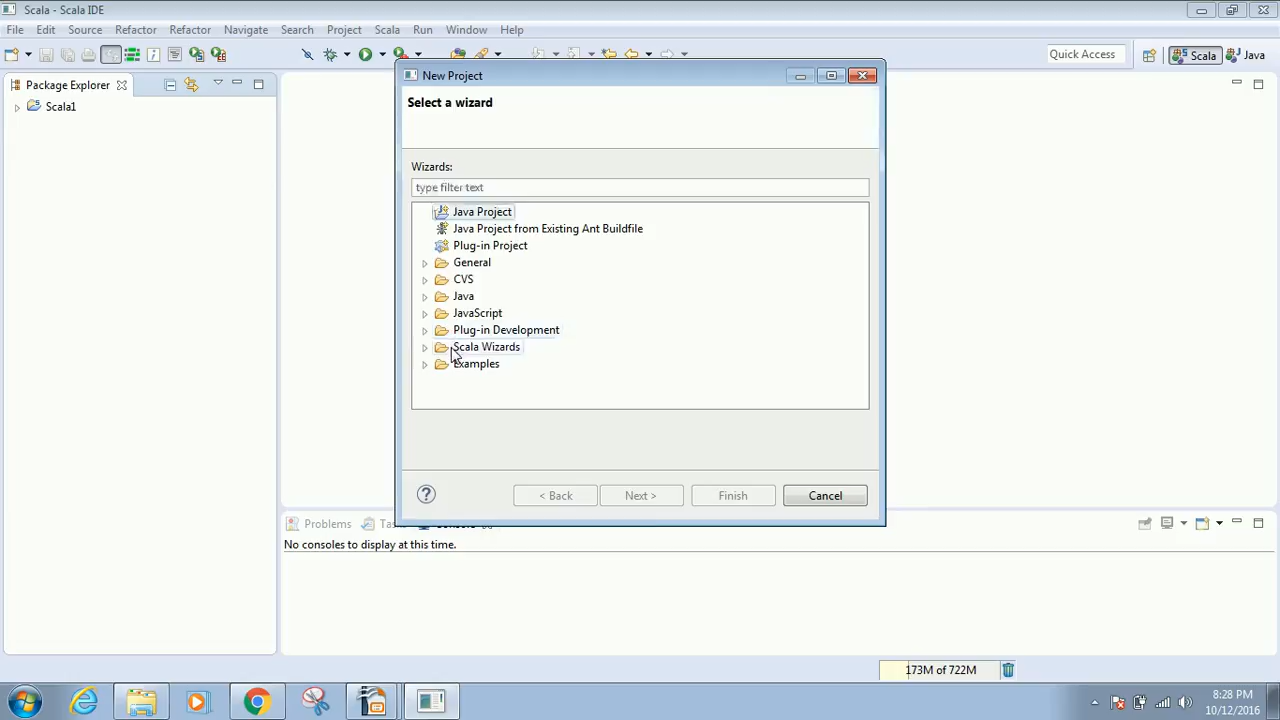 Scala - Scala IDE
File Edit Source Refactor Refactor Navigate Search Project Scala Run Window Help
Quick Access Scala Java
Package Explorer
Scala1
New Project
Select a wizard
Wizards:
type filter text
Java Project
Java Project from Existing Ant Buildfile
Plug-in Project
General
CVS
Java
JavaScript
Plug-in Development
Scala Wizards
Examples
< Back Next > Finish Cancel
Problems
No consoles to display at this time.
173M of 722M
8:28 PM
10/12/2016